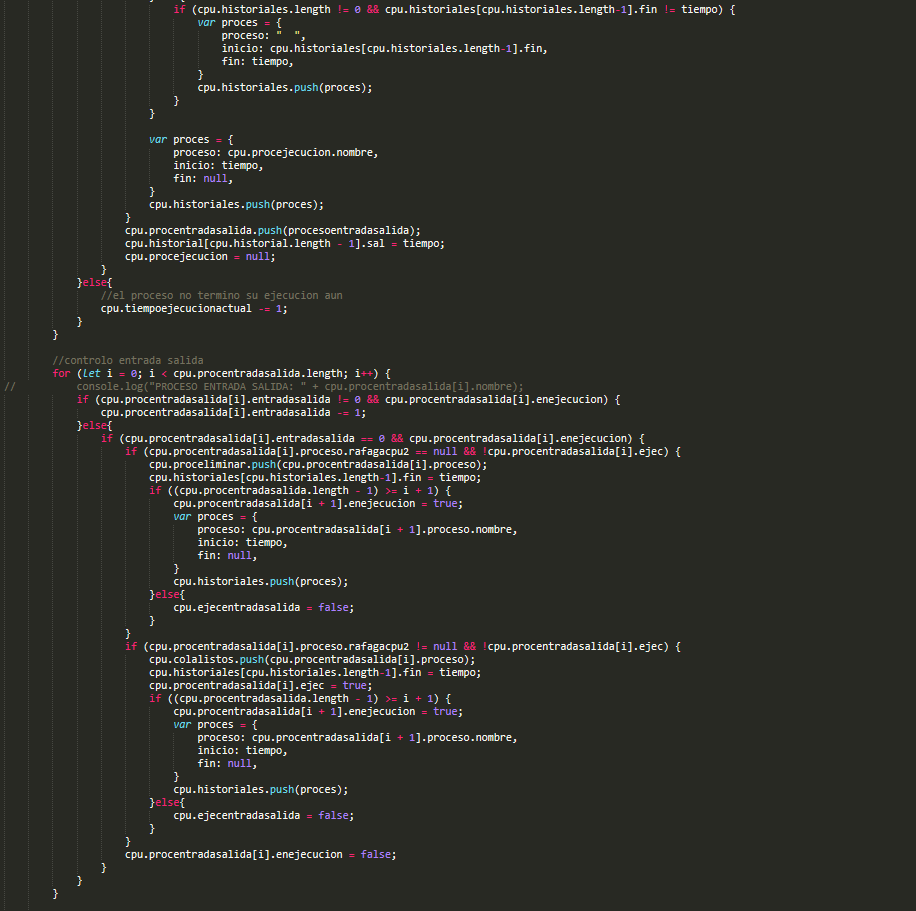 if (cpu.historiales.length != 0 && cpu.historiales[cpu.historiales.length-1].fin != tiempo) {
var proces = {
proceso: "  ",
inicio: cpu.historiales[cpu.historiales.length-1].fin,
fin: tiempo,
}
cpu.historiales.push(proces);
}
}
var proces = {
proceso: cpu.procejecucion.nombre,
inicio: tiempo,
fin: null,
}
cpu.historiales.push(proces);
}
cpu.procentradasalida.push(procesoentradasalida);
cpu.historial[cpu.historial.length - 1].sal = tiempo;
cpu.procejecucion = null;
}
}else{
//el proceso no termino su ejecucion aun
cpu.tiempoejecucionactual -= 1;
}
}
//controlo entrada salida
for (let i = 0; i < cpu.procentradasalida.length; i++) {
// console.log("PROCESO ENTRADA SALIDA: " + cpu.procentradasalida[i].nombre);
if (cpu.procentradasalida[i].entradasalida != 0 && cpu.procentradasalida[i].enejecucion) {
cpu.procentradasalida[i].entradasalida -= 1;
}else{
if (cpu.procentradasalida[i].entradasalida == 0 && cpu.procentradasalida[i].enejecucion) {
if (cpu.procentradasalida[i].proceso.rafagacpu2 == null && !cpu.procentradasalida[i].ejec) {
cpu.proceliminar.push(cpu.procentradasalida[i].proceso);
cpu.historiales[cpu.historiales.length-1].fin = tiempo;
if ((cpu.procentradasalida.length - 1) >= i + 1) {
cpu.procentradasalida[i + 1].enejecucion = true;
var proces = {
proceso: cpu.procentradasalida[i + 1].proceso.nombre,
inicio: tiempo,
fin: null,
}
cpu.historiales.push(proces);
}else{
cpu.ejecentradasalida = false;
}
}
if (cpu.procentradasalida[i].proceso.rafagacpu2 != null && !cpu.procentradasalida[i].ejec) {
cpu.colalistos.push(cpu.procentradasalida[i].proceso);
cpu.historiales[cpu.historiales.length-1].fin = tiempo;
cpu.procentradasalida[i].ejec = true;
if ((cpu.procentradasalida.length - 1) >= i + 1) {
cpu.procentradasalida[i + 1].enejecucion = true;
var proces = {
proceso: cpu.procentradasalida[i + 1].proceso.nombre,
inicio: tiempo,
fin: null,
}
cpu.historiales.push(proces);
}else{
cpu.ejecentradasalida = false;
}
}
cpu.procentradasalida[i].enejecucion = false;
}
}
}